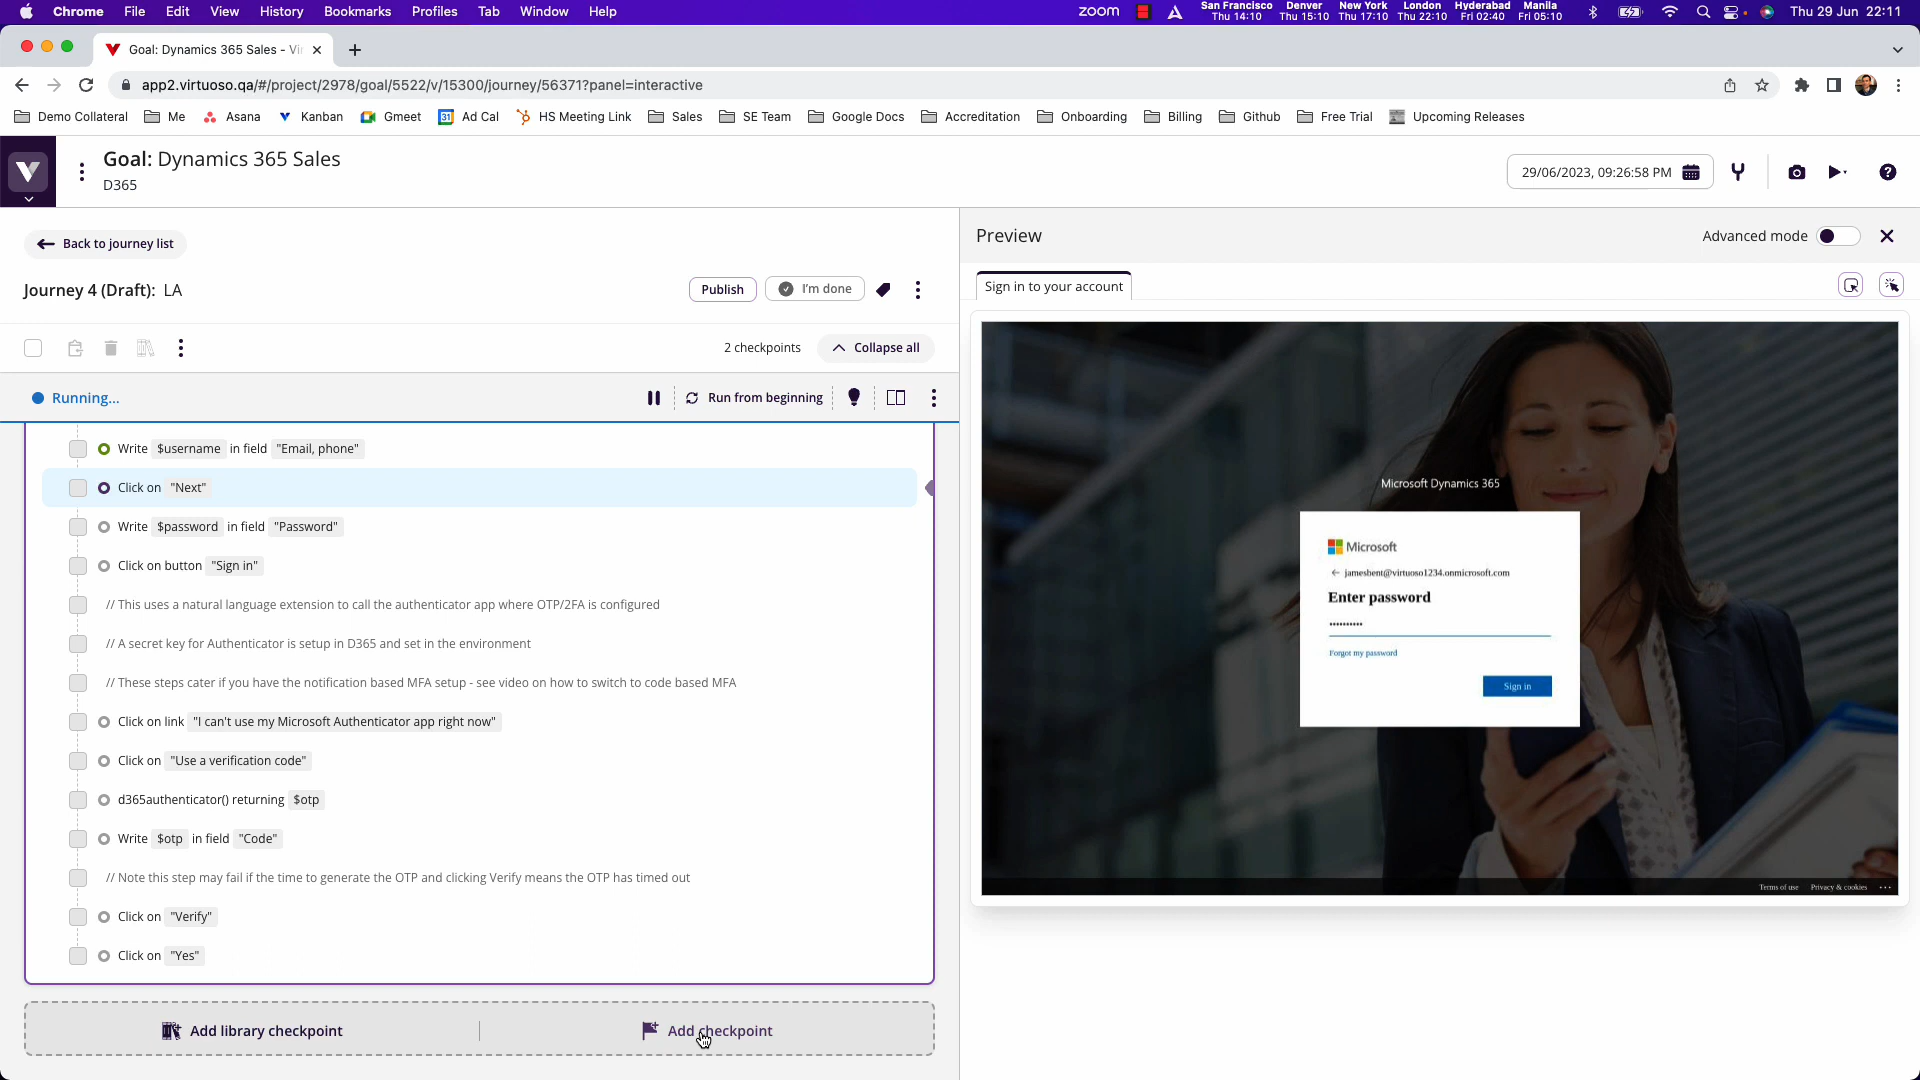 Chrome File Edit View History Bookmarks Profiles Tab Window Help
zoom San Francisco Denver New York London Hyderabad Manila Thu 29 Jun 22:11
Thu 14:10 Thu 15:10 Thu 17:10 Thu 22:10 Fri 02:40 Fri 05:10
Goal: Dynamics 365 Sales - Vi
app2.virtuoso.qa/#/project/2978/goal/5522/v/15300/journey/56371?panel=interactive
Demo Collateral Me Asana Kanban Gmeet 31 Ad Cal HS Meeting Link Sales SE Team Google Docs Accreditation Onboarding Billing Github Free Trial Upcoming Releases
Goal: Dynamics 365 Sales
D365
29/06/2023, 09:26:58 PM
Back to journey list
Journey 4 (Draft): LA
Publish
I'm done
2 checkpoints
Collapse all
Running...
Run from beginning
Write $username in field "Email, phone"
Click on "Next"
Write $password in field "Password"
Click on button "Sign in"
// This uses a natural language extension to call the authenticator app where OTP/2FA is configured
// A secret key for Authenticator is setup in D365 and set in the environment
// These steps cater if you have the notification based MFA setup - see video on how to switch to code based MFA
Click on link "I can't use my Microsoft Authenticator app right now"
Click on "Use a verification code"
d365authenticator() returning $otp
Write $otp in field "Code"
// Note this step may fail if the time to generate the OTP and clicking Verify means the OTP has timed out
Click on "Verify"
Click on "Yes"
Add library checkpoint
Add checkpoint
Preview
Advanced mode
Sign in to your account
Microsoft Dynamics 365
Microsoft
jamesbent@virtuoso1234.onmicrosoft.com
Enter password
••••••••••
Forgot my password
Sign in
Terms of use Privacy & cookies ...